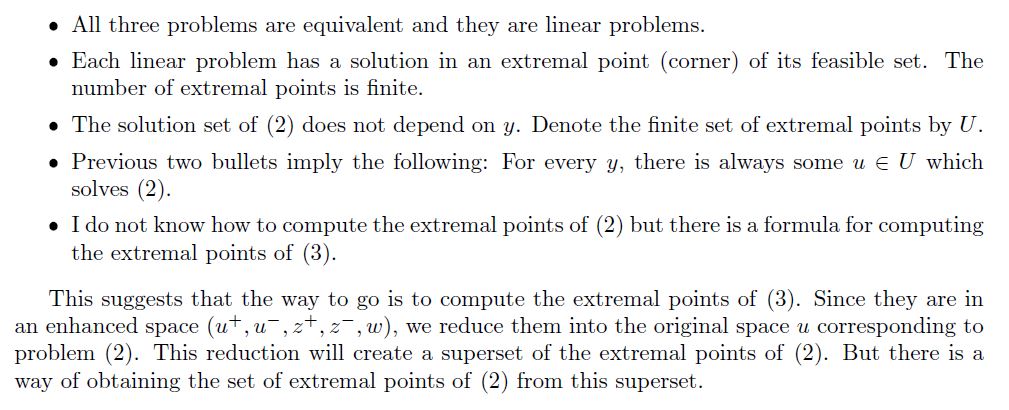 • All three problems are equivalent and they are linear problems.
• Each linear problem has a solution in an extremal point (corner) of its feasible set. The
number of extremal points is finite.
• The solution set of (2) does not depend on y. Denote the finite set of extremal points by U.
• Previous two bullets imply the following: For every y, there is always some u ∈ U which
solves (2).
• I do not know how to compute the extremal points of (2) but there is a formula for computing
the extremal points of (3).
This suggests that the way to go is to compute the extremal points of (3). Since they are in
an enhanced space (u⁺, u⁻, z⁺, z⁻, w), we reduce them into the original space u corresponding to
problem (2). This reduction will create a superset of the extremal points of (2). But there is a
way of obtaining the set of extremal points of (2) from this superset.